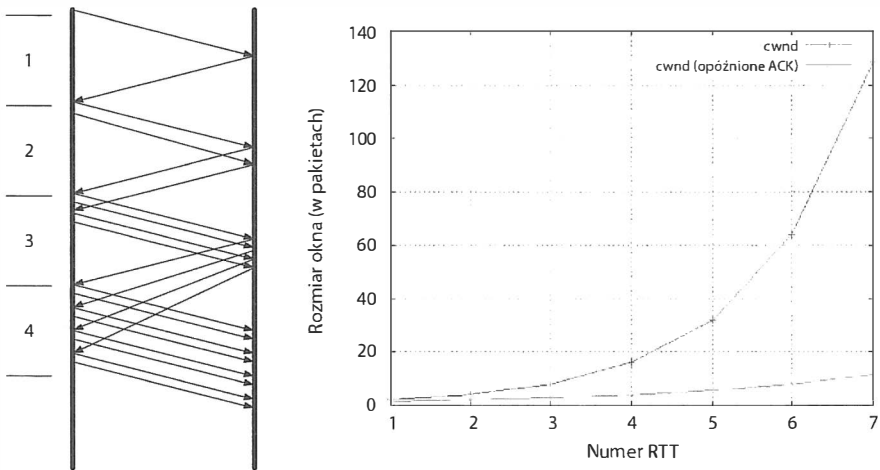 1
2
3
4
Rozmiar okna (w pakietach)
140
120
100
80
60
40
20
0
cwnd
cwnd (opóźnione ACK)
1 2 3 4 5 6 7
Numer RTT